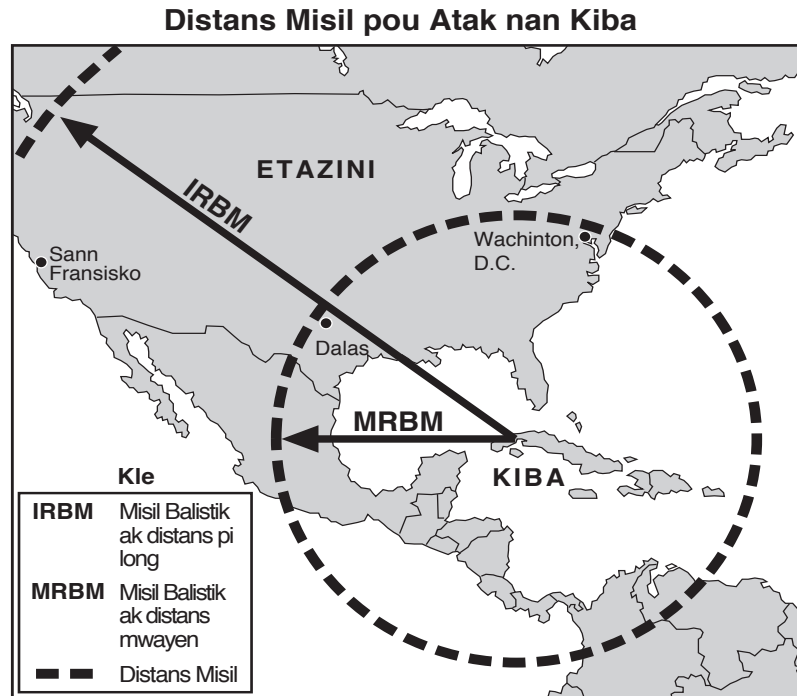 Distans Misil pou Atak nan Kiba
ETAZINI
IRBM
Wachinton,
D.C.
Sann
Fransisko
Dalas
MRBM
KIBA
Kle
IRBM Misil Balistik
ak distans pi
long
MRBM Misil Balistik
ak distans
mwayen
Distans Misil